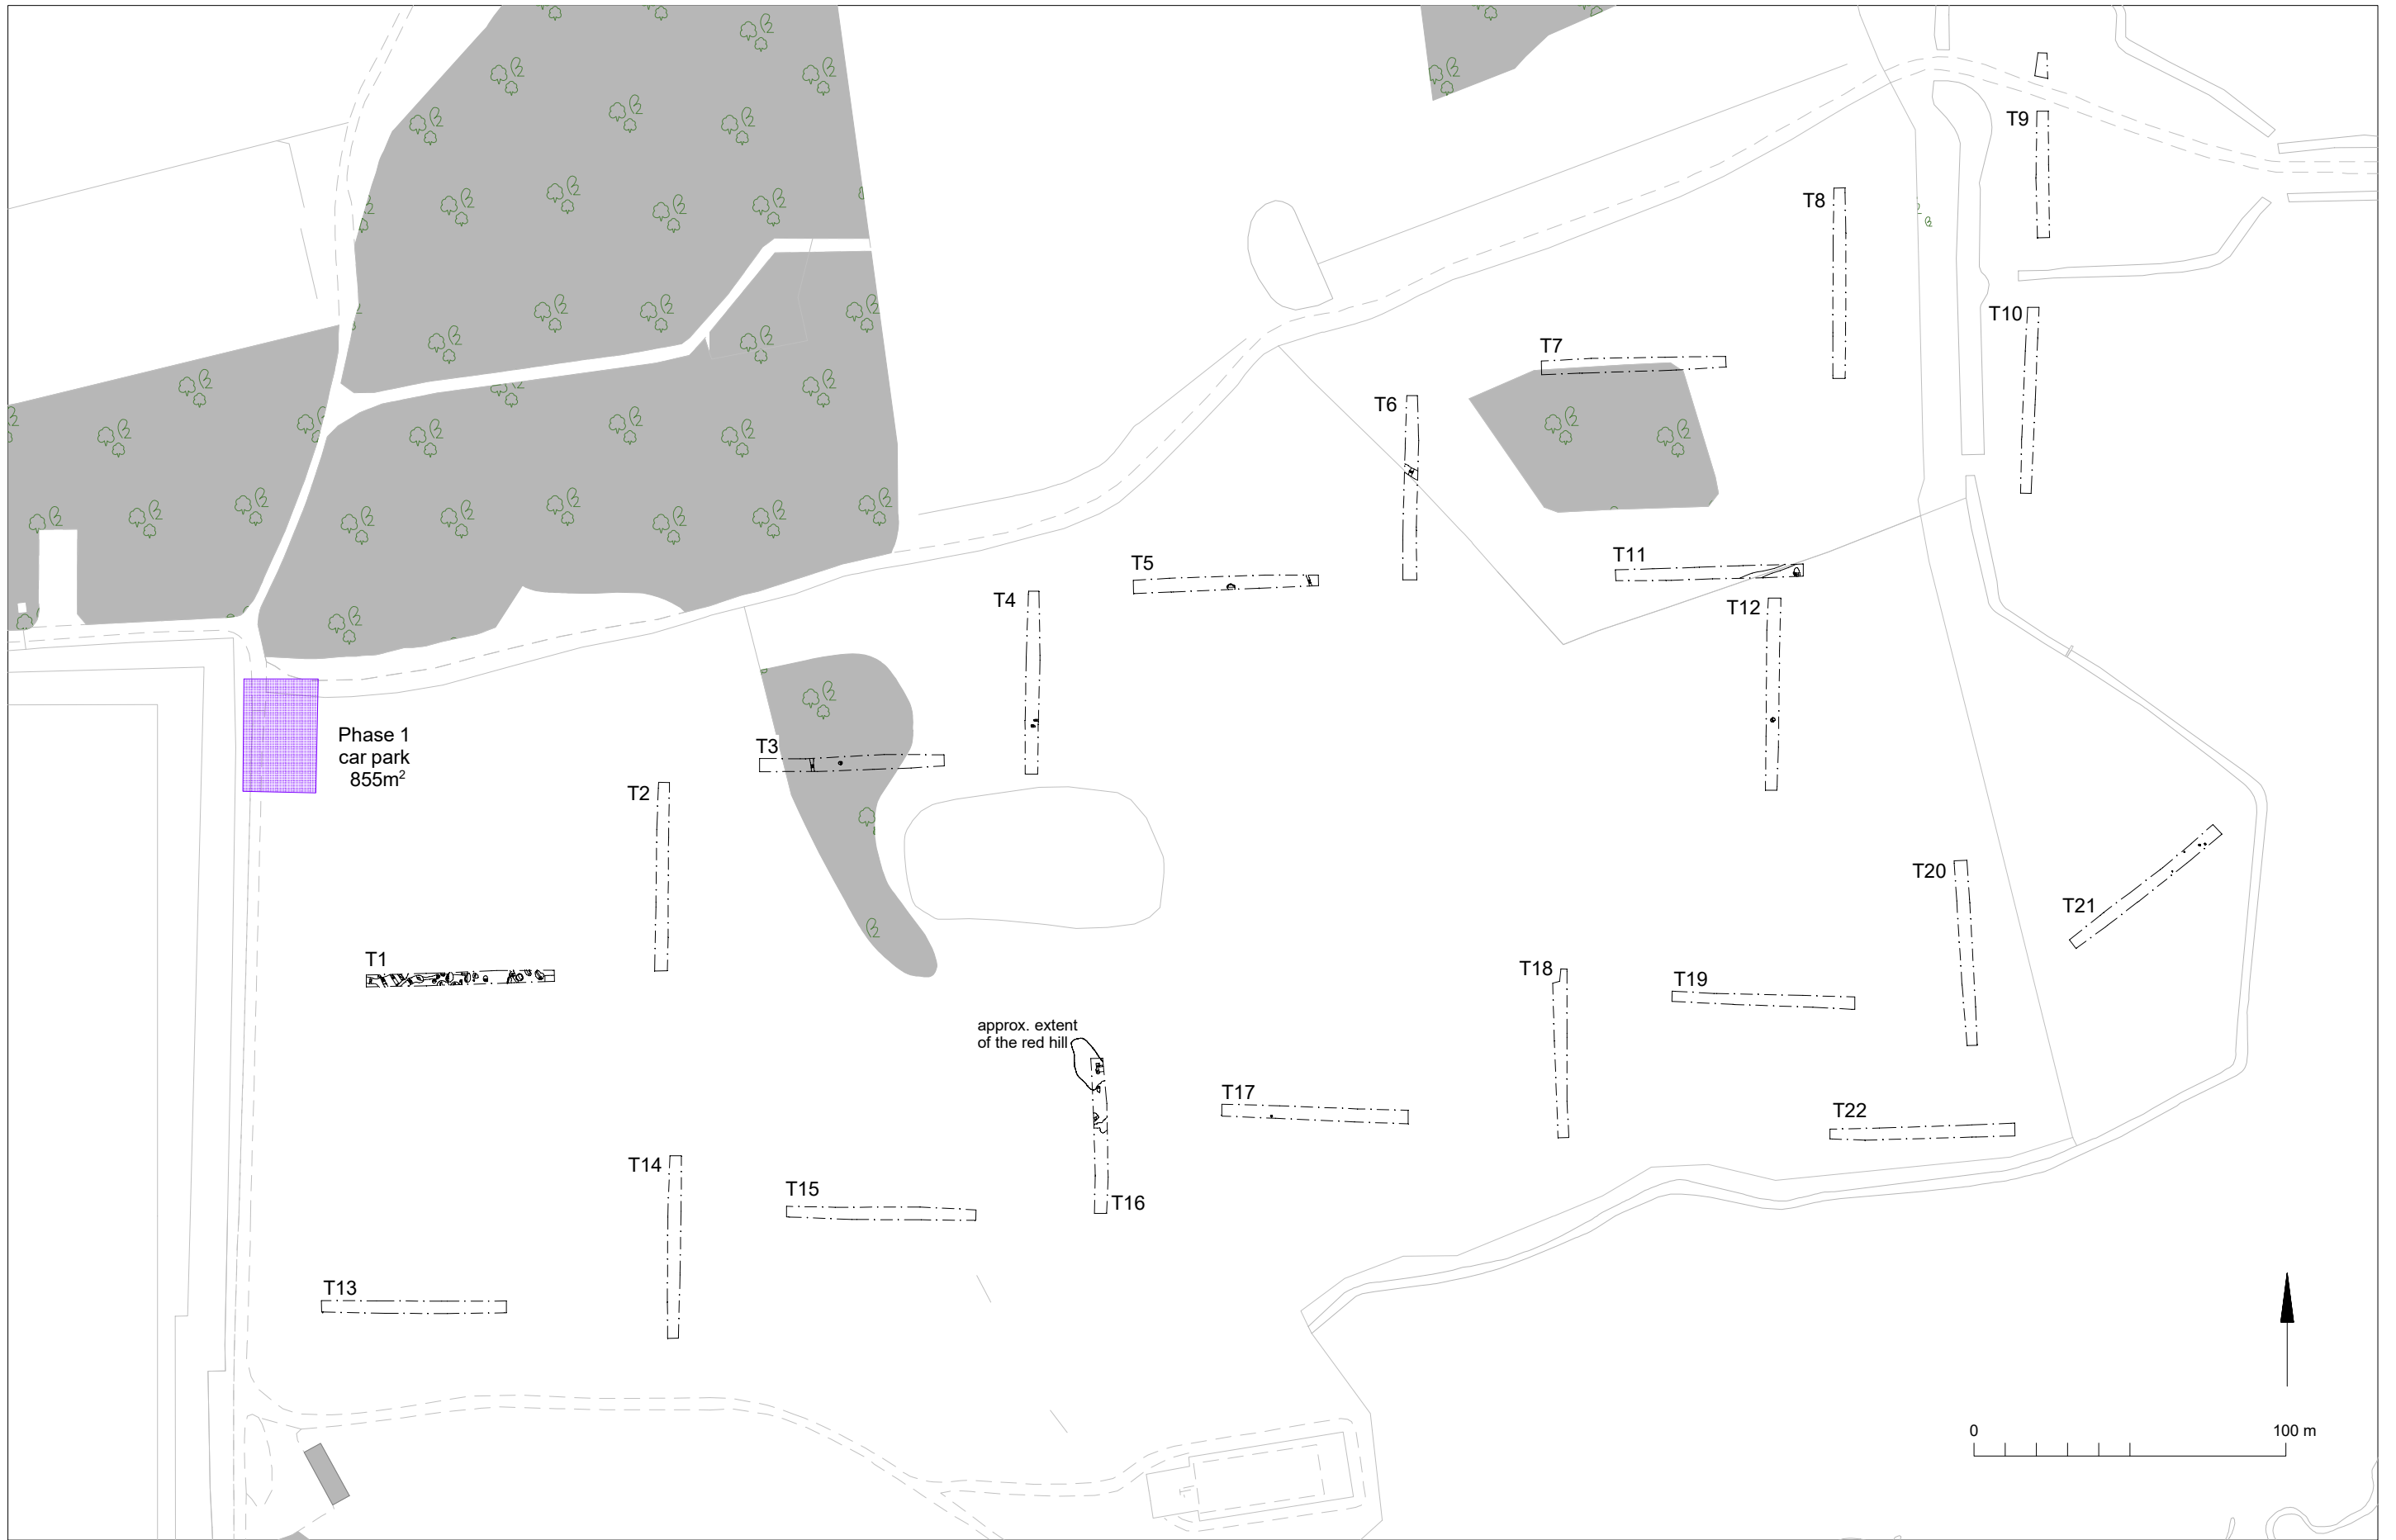 T9
T8
T10
T7
T6
T11
T5
T4
T12
Phase 1
car park
855m²
T3
T2
T20
T21
T1
T18
T19
approx. extent
of the red hill
T17
T22
T14
T15
T16
T13
0 100 m